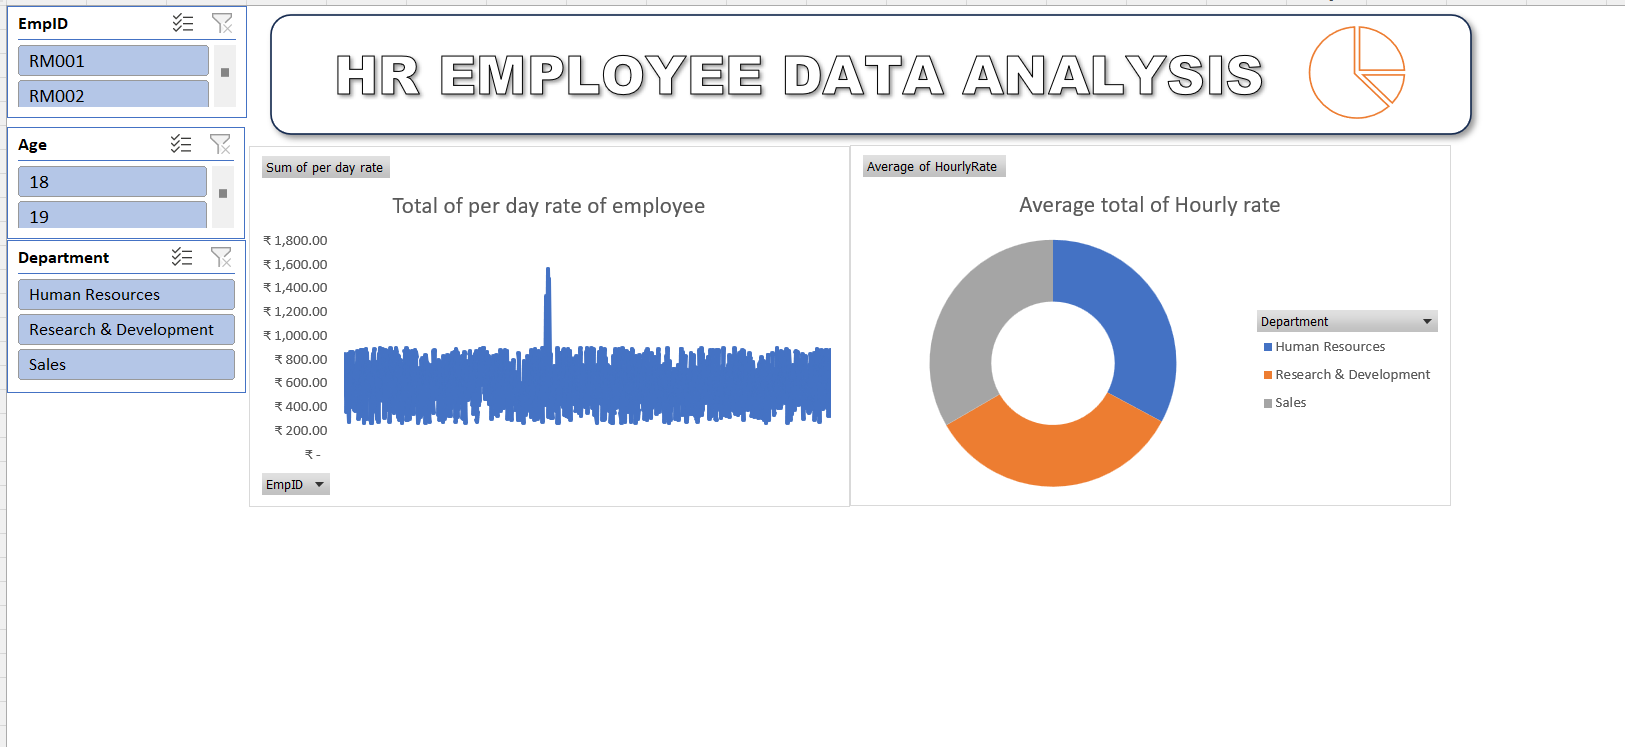 EmpID
RM001
RM002
Age
18
19
Department
Human Resources
Research & Development
Sales
HR EMPLOYEE DATA ANALYSIS
Sum of per day rate
Total of per day rate of employee
₹ 1,800.00
₹ 1,600.00
₹ 1,400.00
₹ 1,200.00
₹ 1,000.00
₹ 800.00
₹ 600.00
₹ 400.00
₹ 200.00
₹ -
EmpID
Average of HourlyRate
Average total of Hourly rate
Department
Human Resources
Research & Development
Sales